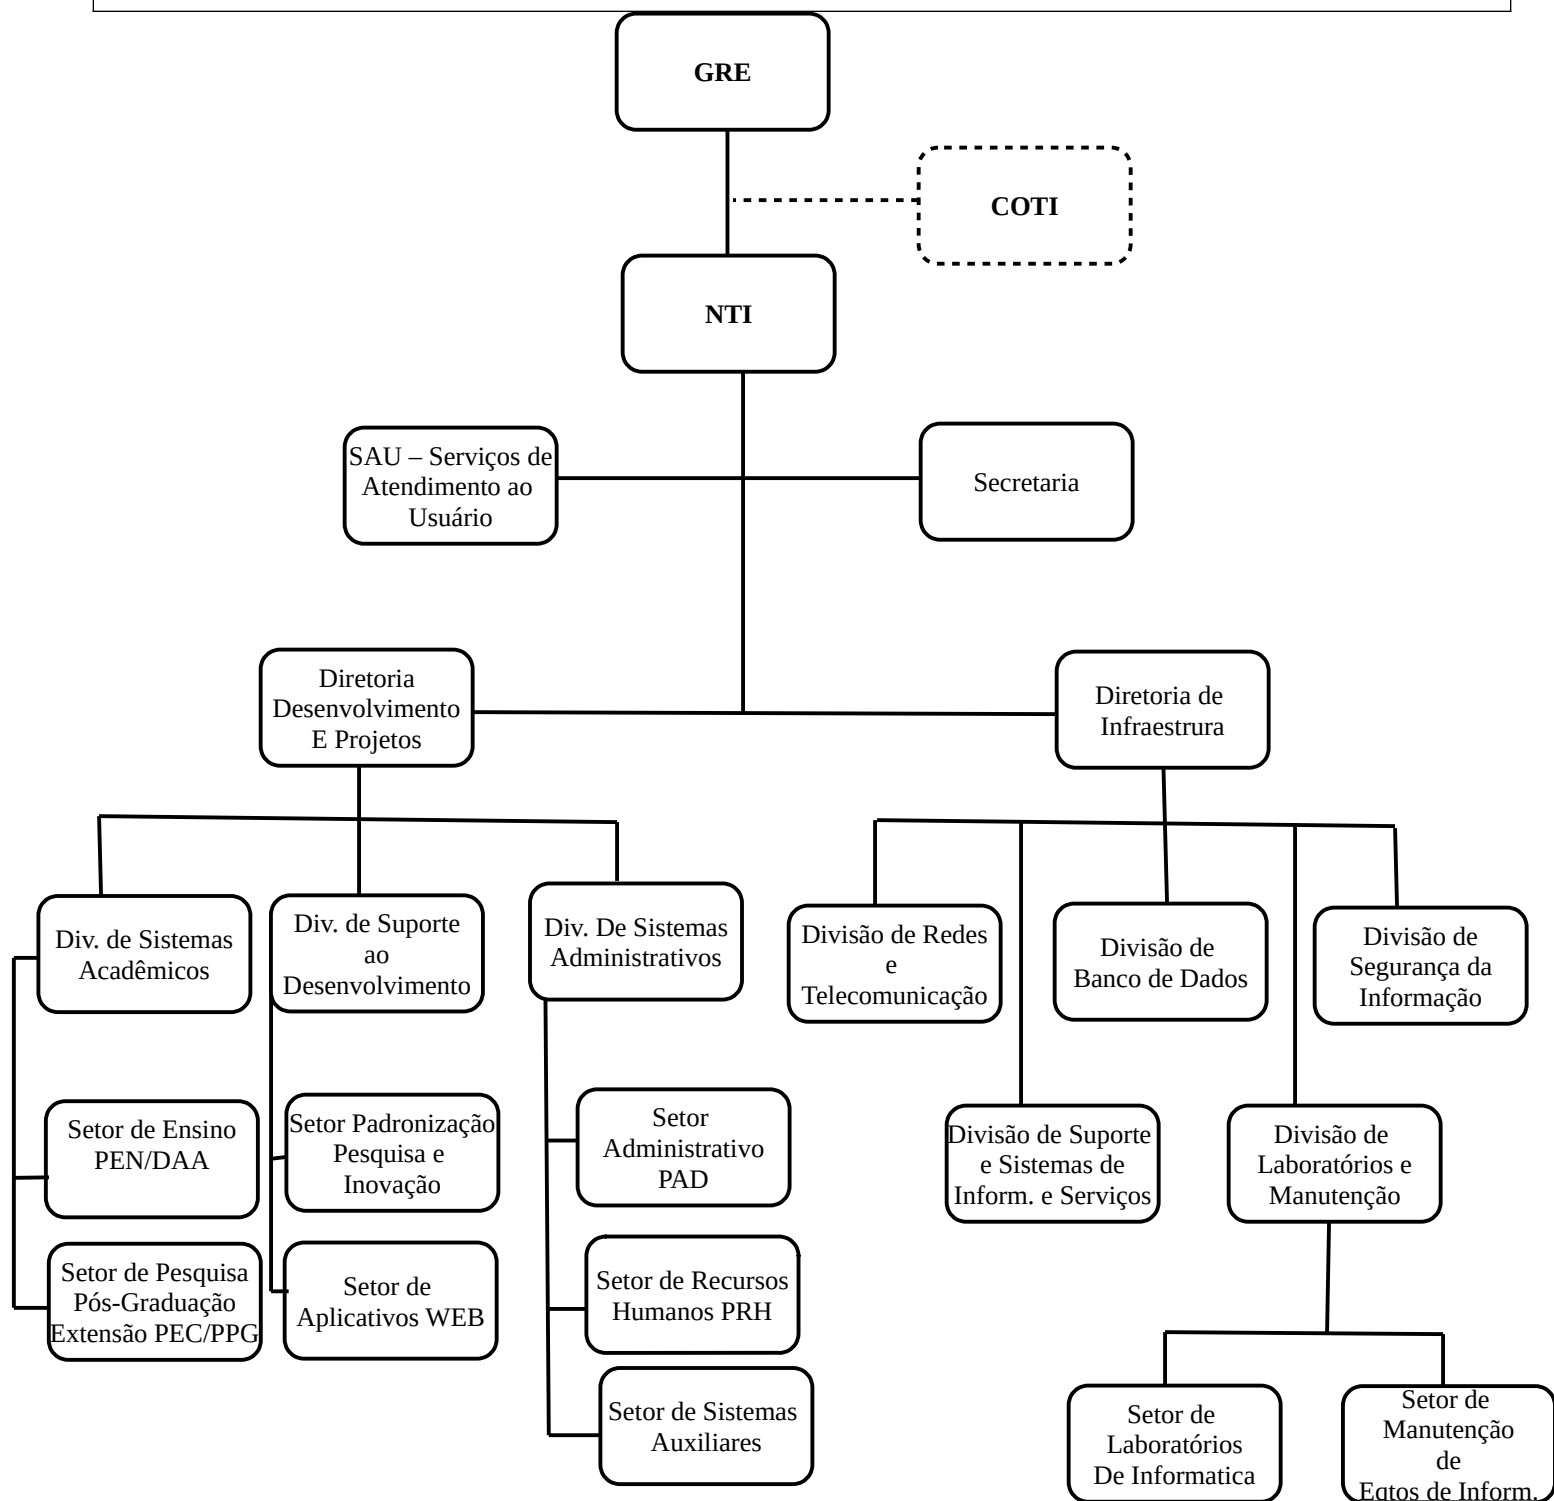 GRE
COTI
NTI
SAU – Serviços de
Atendimento ao
Usuário
Secretaria
Diretoria
Desenvolvimento
E Projetos
Diretoria de
Infraestrura
Div. de Sistemas
Acadêmicos
Div. de Suporte
ao
Desenvolvimento
Div. De Sistemas
Administrativos
Divisão de Redes
e
Telecomunicação
Divisão de
Banco de Dados
Divisão de
Segurança da
Informação
Setor de Ensino
PEN/DAA
Setor Padronização
Pesquisa e
Inovação
Setor
Administrativo
PAD
Divisão de Suporte
e Sistemas de
Inform. e Serviços
Divisão de
Laboratórios e
Manutenção
Setor de Pesquisa
Pós-Graduação
Extensão PEC/PPG
Setor de
Aplicativos WEB
Setor de Recursos
Humanos PRH
Setor de Sistemas
Auxiliares
Setor de
Laboratórios
De Informatica
Setor de
Manutenção
de
Eqtos de Inform.